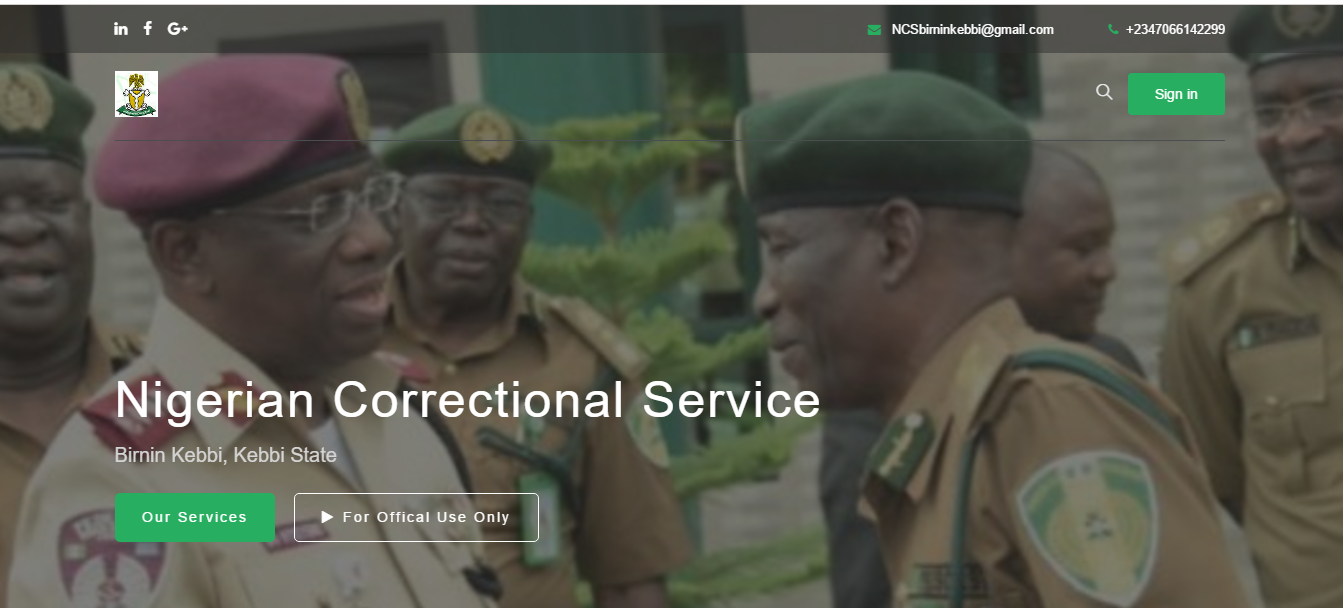 NCSbirninkebbi@gmail.com
+2347066142299
Sign in
Nigerian Correctional Service
Birnin Kebbi, Kebbi State
Our Services
For Offical Use Only